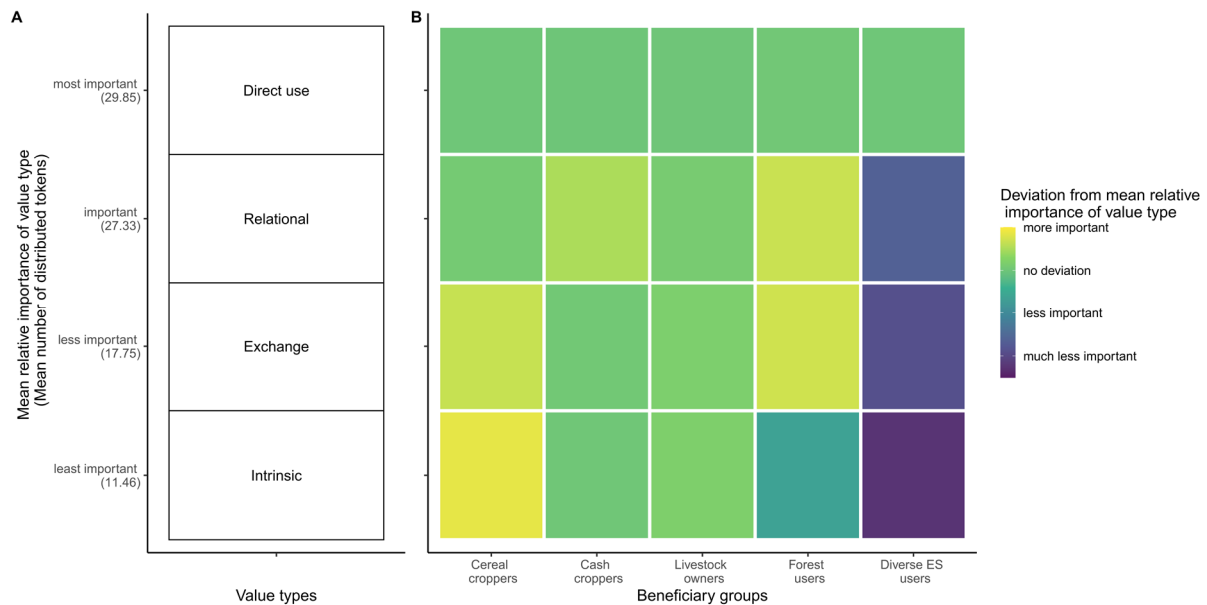 A
B
Mean relative importance of value type
(Mean number of distributed tokens)
most important
(29.85)
important
(27.33)
less important
(17.75)
least important
(11.46)
Direct use
Relational
Exchange
Intrinsic
Value types
Cereal
croppers
Cash
croppers
Livestock
owners
Forest
users
Diverse ES
users
Beneficiary groups
Deviation from mean relative
importance of value type
more important
no deviation
less important
much less important